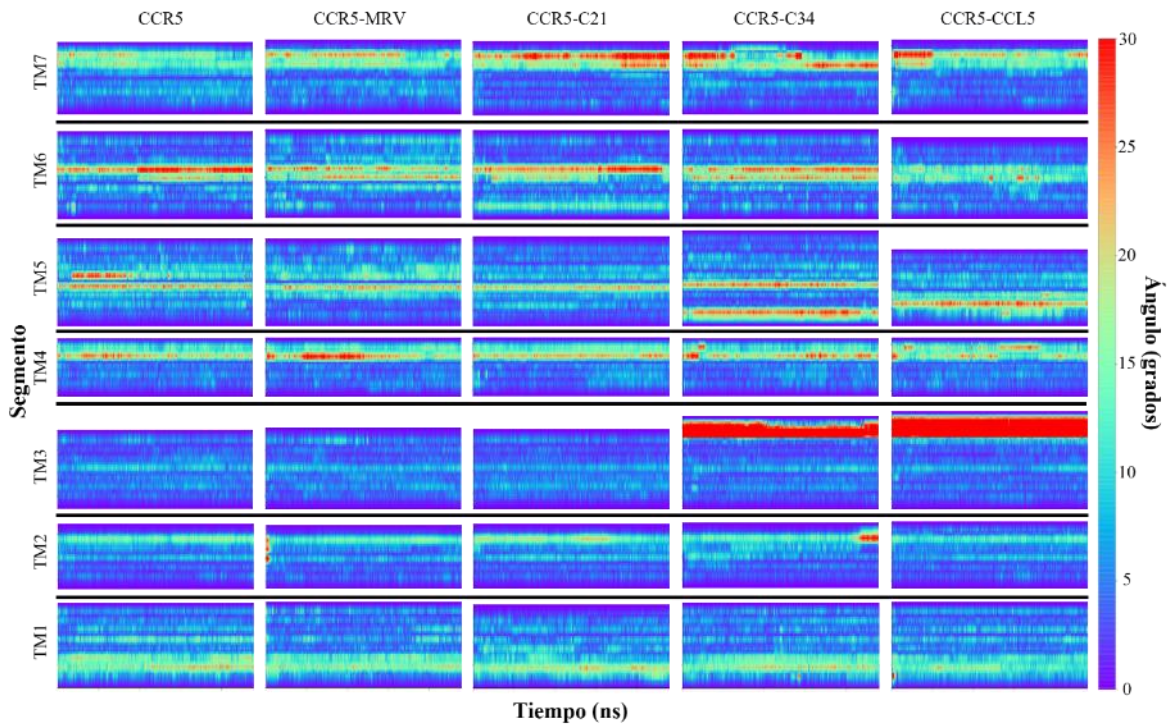 CCR5 CCR5-MRV CCR5-C21 CCR5-C34 CCR5-CCL5
TM7
TM6
TM5
TM4
TM3
TM2
TM1
Segmento
Tiempo (ns)
30
25
20
15
10
5
0
Ángulo (grados)